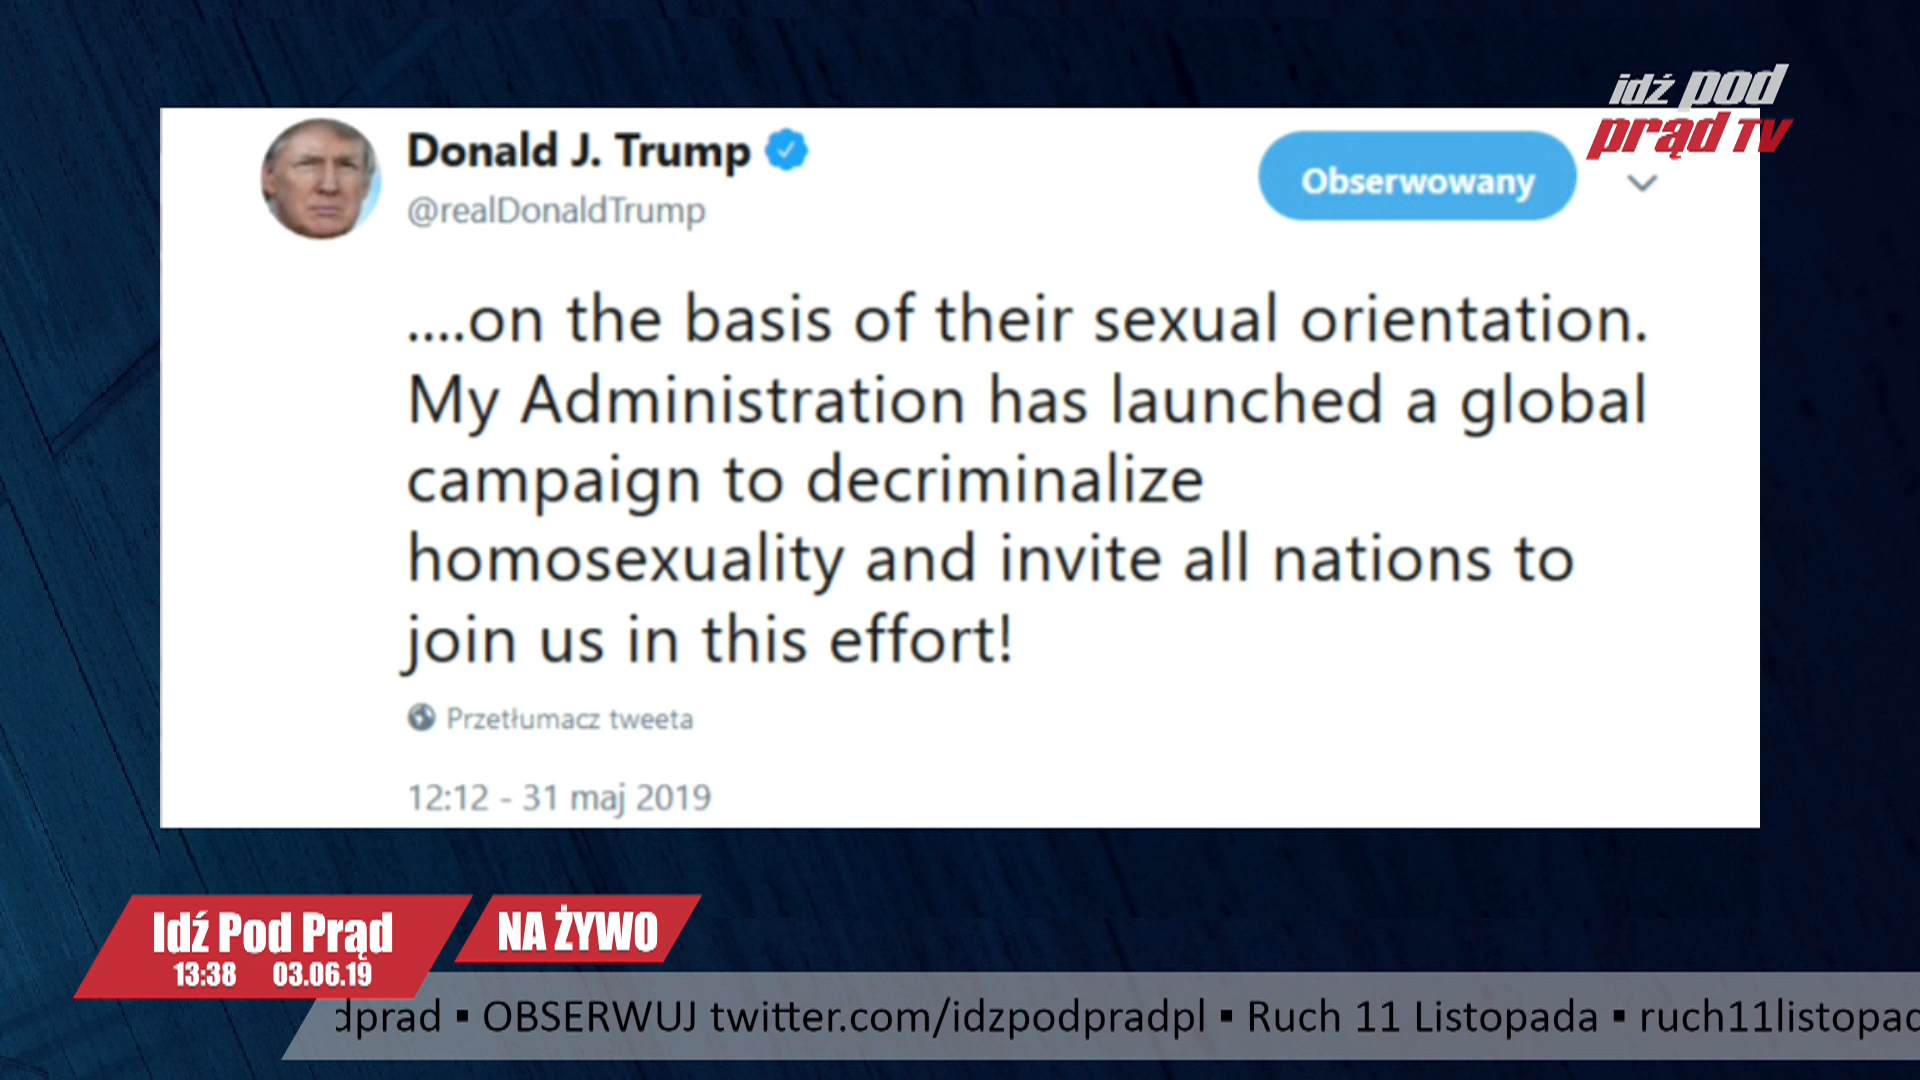 idź pod
prąd TV
Donald J. Trump
@realDonaldTrump
Obserwowany
....on the basis of their sexual orientation.
My Administration has launched a global
campaign to decriminalize
homosexuality and invite all nations to
join us in this effort!
Przetłumacz tweeta
12:12 - 31 maj 2019
Idź Pod Prąd
13:38 03.06.19
NA ŻYWO
dprad ▪ OBSERWUJ twitter.com/idzpodpradpl ▪ Ruch 11 Listopada ▪ ruch11listopad